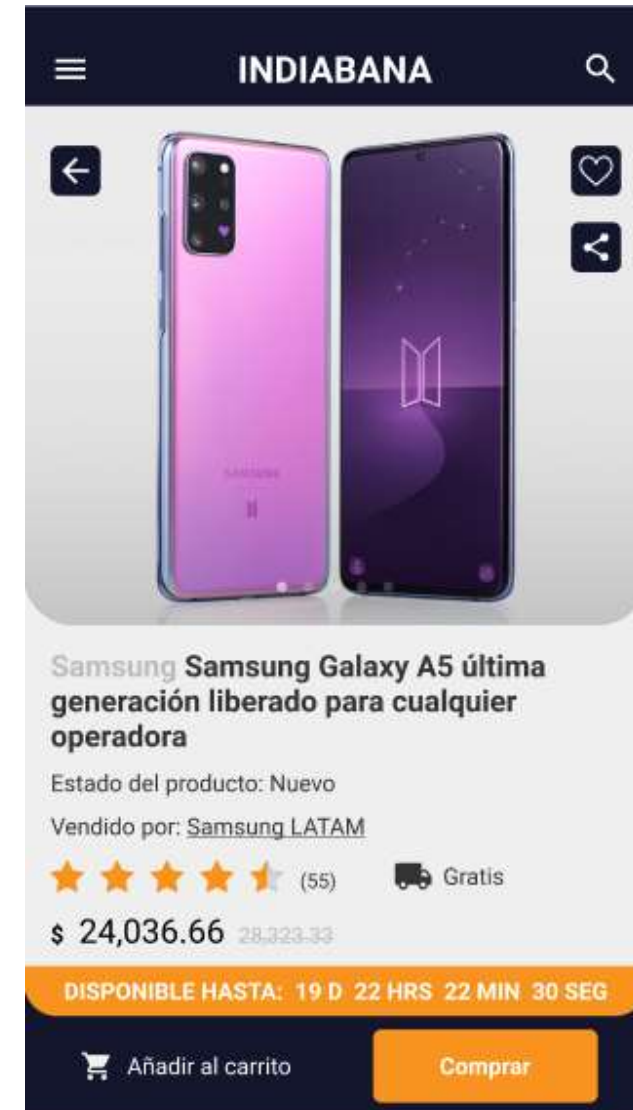 INDIABANA
SAMSUNG
Samsung Samsung Galaxy A5 última
generación liberado para cualquier
operadora
Estado del producto: Nuevo
Vendido por: Samsung LATAM
(55) Gratis
$ 24,036.66 28,323.33
DISPONIBLE HASTA: 19 D 22 HRS 22 MIN 30 SEG
Añadir al carrito Comprar